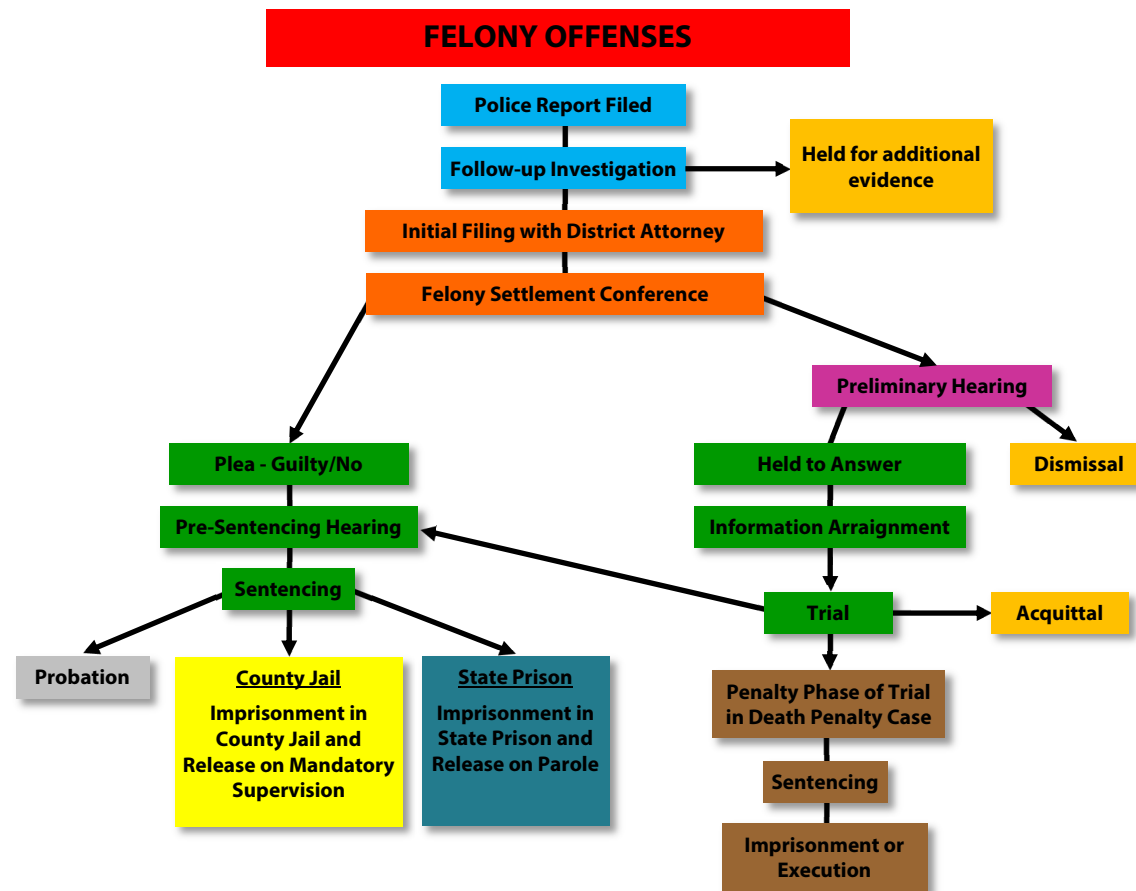 FELONY OFFENSES
Police Report Filed
Follow-up Investigation
Held for additional
evidence
Initial Filing with District Attorney
Felony Settlement Conference
Preliminary Hearing
Plea - Guilty/No
Held to Answer
Dismissal
Pre-Sentencing Hearing
Information Arraignment
Sentencing
Trial
Acquittal
Probation
County Jail
Imprisonment in
County Jail and
Release on Mandatory
Supervision
State Prison
Imprisonment in
State Prison and
Release on Parole
Penalty Phase of Trial
in Death Penalty Case
Sentencing
Imprisonment or
Execution